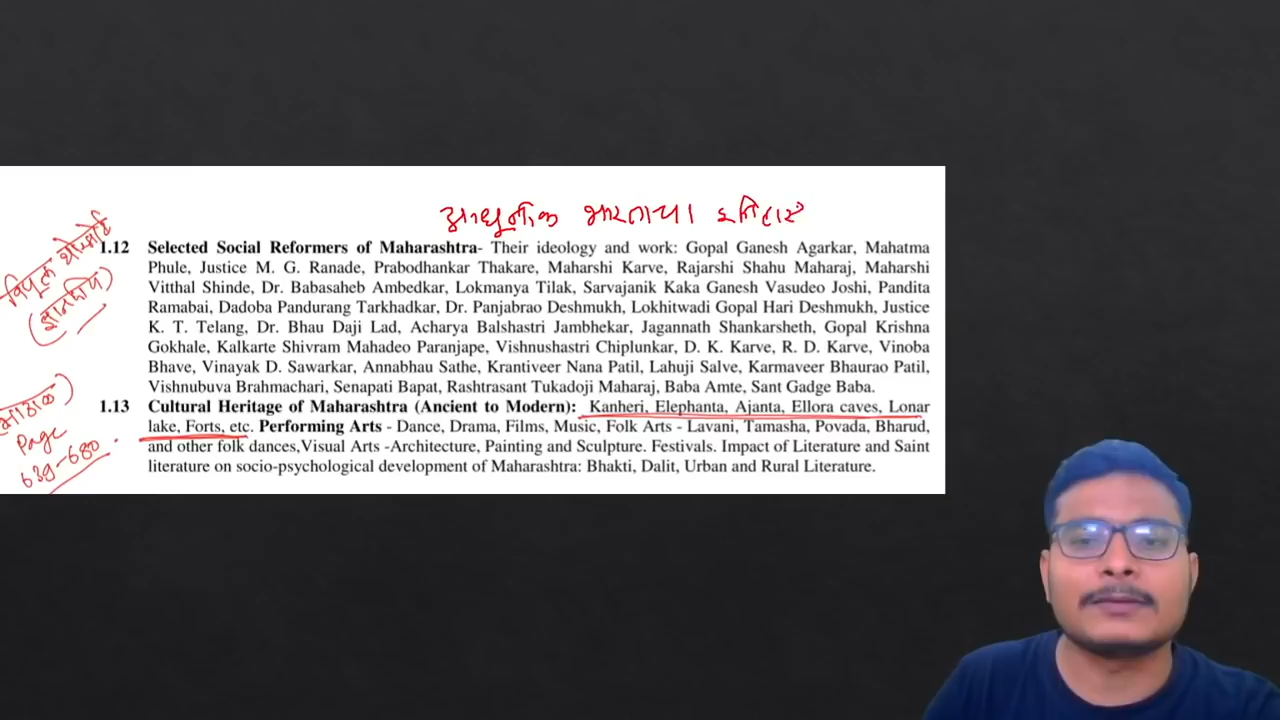 आधूनीक भारताचा इतिहास
1.12 Selected Social Reformers of Maharashtra- Their ideology and work: Gopal Ganesh Agarkar, Mahatma
Phule, Justice M. G. Ranade, Prabodhankar Thakare, Maharshi Karve, Rajarshi Shahu Maharaj, Maharshi
Vitthal Shinde, Dr. Babasaheb Ambedkar, Lokmanya Tilak, Sarvajanik Kaka Ganesh Vasudeo Joshi, Pandita
Ramabai, Dadoba Pandurang Tarkhadkar, Dr. Panjabrao Deshmukh, Lokhitwadi Gopal Hari Deshmukh, Justice
K. T. Telang, Dr. Bhau Daji Lad, Acharya Balshastri Jambhekar, Jagannath Shankarsheth, Gopal Krishna
Gokhale, Kalkarte Shivram Mahadeo Paranjape, Vishnushastri Chiplunkar, D. K. Karve, R. D. Karve, Vinoba
Bhave, Vinayak D. Sawarkar, Annabhau Sathe, Krantiveer Nana Patil, Lahuji Salve, Karmaveer Bhaurao Patil,
Vishnubuva Brahmachari, Senapati Bapat, Rashtrasant Tukadoji Maharaj, Baba Amte, Sant Gadge Baba.
1.13 Cultural Heritage of Maharashtra (Ancient to Modern): Kanheri, Elephanta, Ajanta, Ellora caves, Lonar
lake, Forts, etc. Performing Arts - Dance, Drama, Films, Music, Folk Arts - Lavani, Tamasha, Povada, Bharud,
and other folk dances,Visual Arts -Architecture, Painting and Sculpture. Festivals. Impact of Literature and Saint
literature on socio-psychological development of Maharashtra: Bhakti, Dalit, Urban and Rural Literature.
Page
639-680